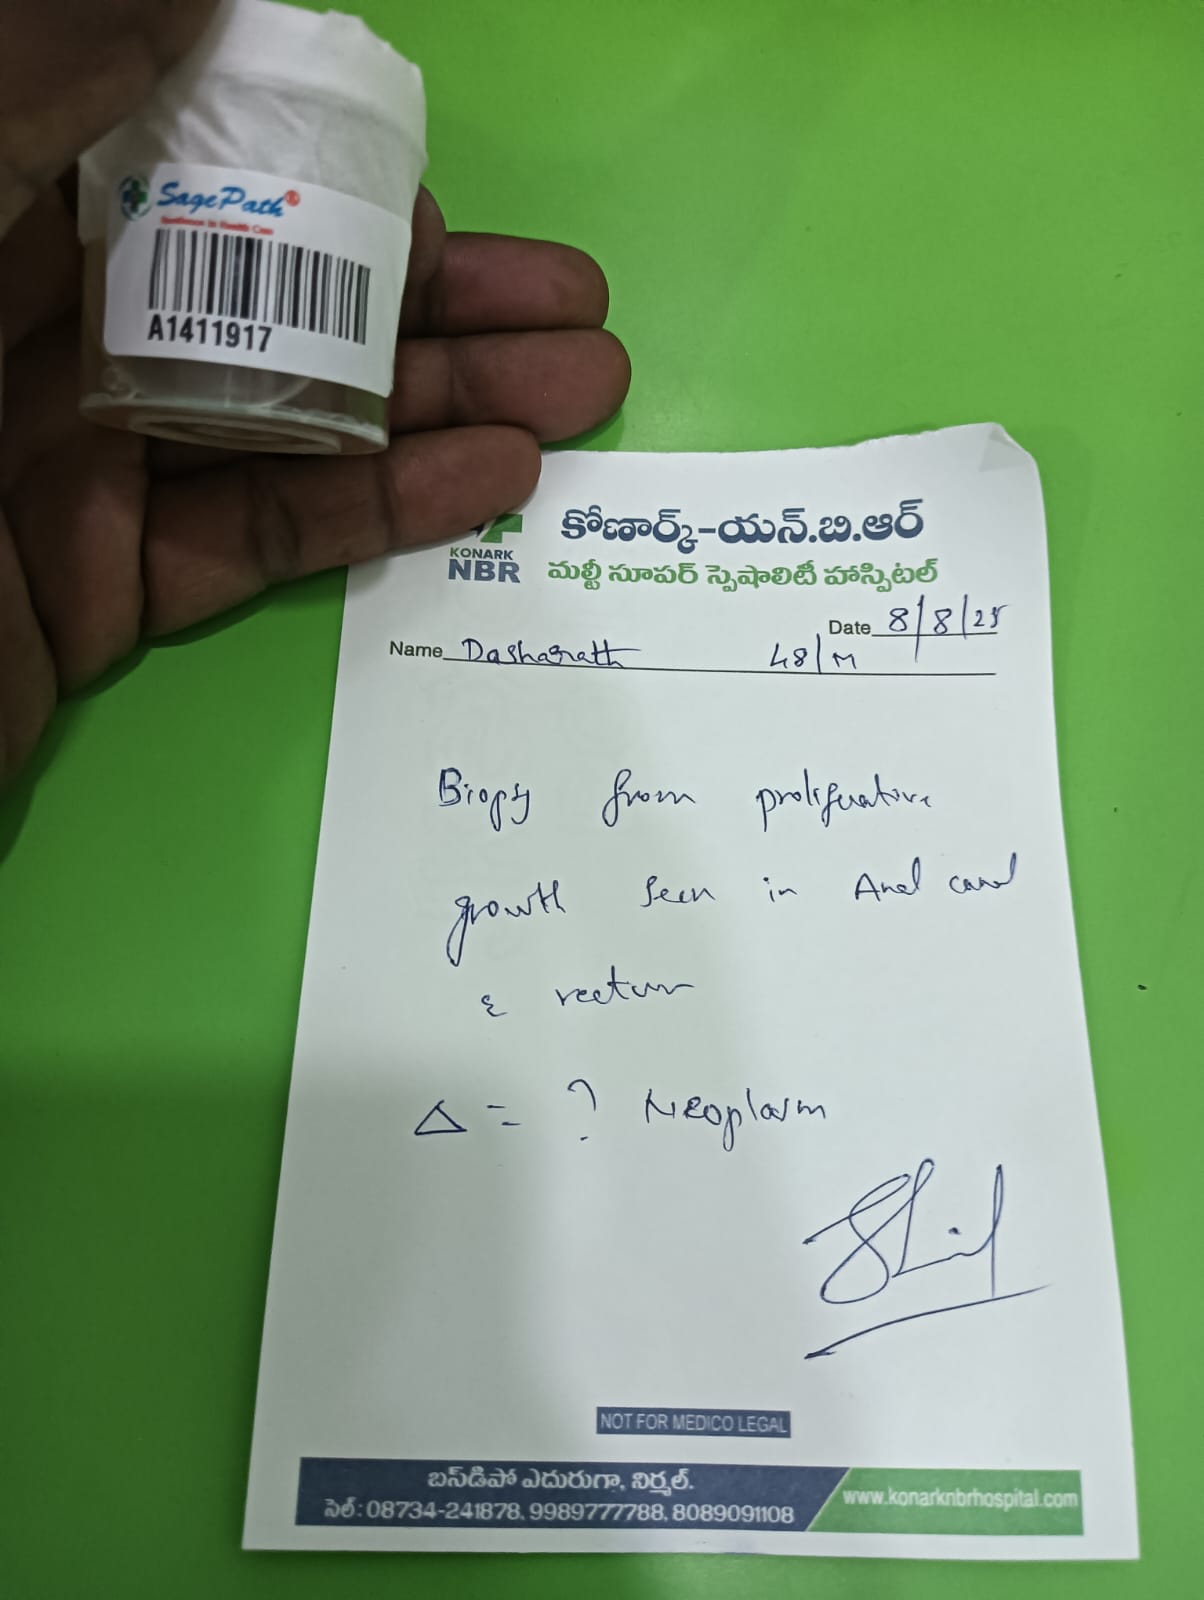 SagePath®
A1411917
KONARK
NBR
కోణార్క్-యన్.బి.ఆర్
మల్టీ సూపర్ స్పెషాలిటీ హాస్పిటల్
Date 8/8/25
Name Dasharath 48/M
Biopsy from proliferative
growth seen in Anal canal
& rectum
Δ = ? Neoplasm
NOT FOR MEDICO LEGAL
బస్‌డిపో ఎదురుగా, నిర్మల్.
సెల్ : 08734-241878, 9989777788, 8089091108
www.konarknbrhospital.com